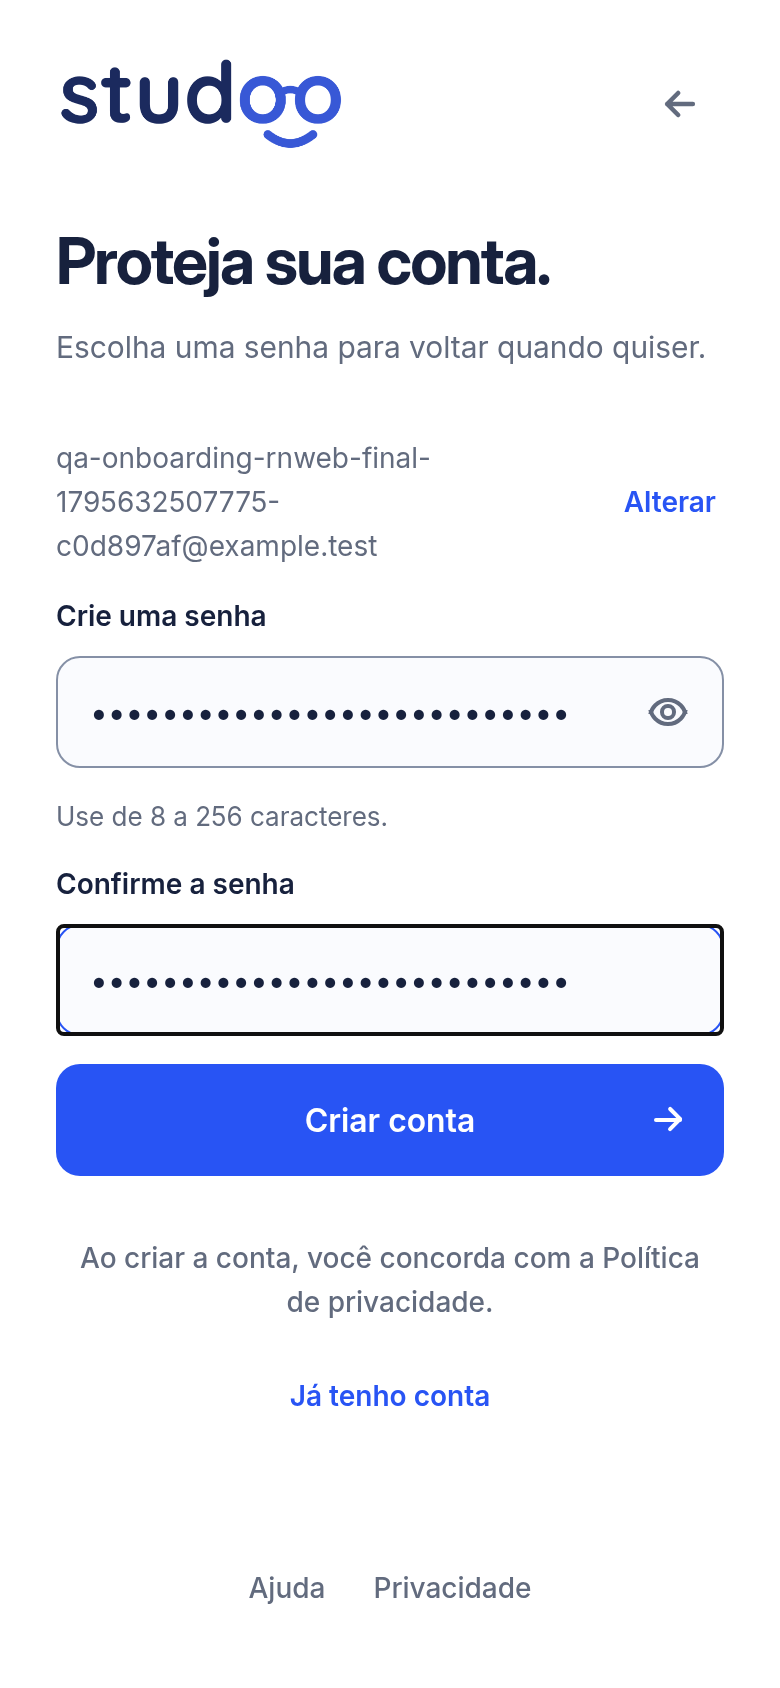 studoo
Proteja sua conta.
Escolha uma senha para voltar quando quiser.
qa-onboarding-rnweb-final-
1795632507775-
c0d897af@example.test
Alterar
Crie uma senha
•••••••••••••••••••••••••••
Use de 8 a 256 caracteres.
Confirme a senha
•••••••••••••••••••••••••••
Criar conta
Ao criar a conta, você concorda com a Política
de privacidade.
Já tenho conta
Ajuda
Privacidade